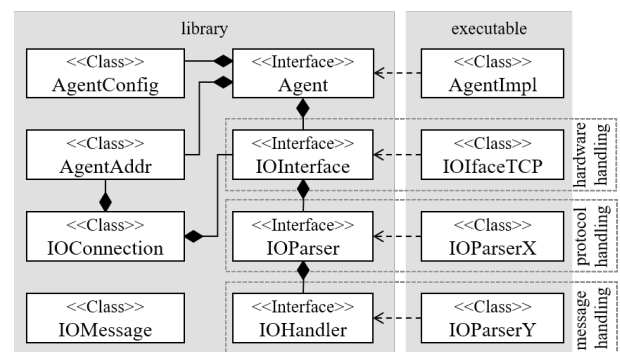 library
executable
<<Class>>
AgentConfig
<<Interface>>
Agent
<<Class>>
AgentImpl
<<Class>>
AgentAddr
<<Interface>>
IOInterface
<<Class>>
IOIfaceTCP
hardware
handling
<<Class>>
IOConnection
<<Interface>>
IOParser
<<Class>>
IOParserX
protocol
handling
<<Class>>
IOMessage
<<Interface>>
IOHandler
<<Class>>
IOParserY
message
handling